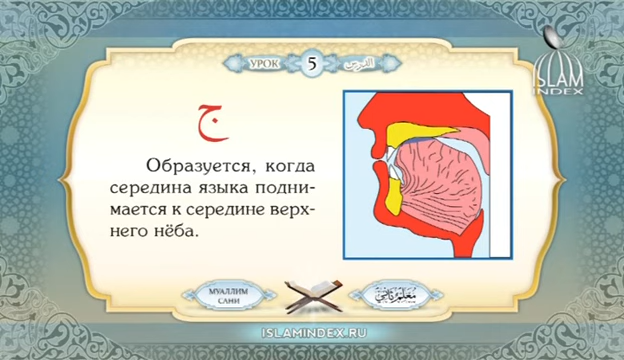 УРОК 5 الدرس
ISLAM
INDEX
ج
Образуется, когда
середина языка подни-
мается к середине верх-
него нёба.
МУАЛЛИМ
САНИ
معلم ثاني
ISLAMINDEX.RU